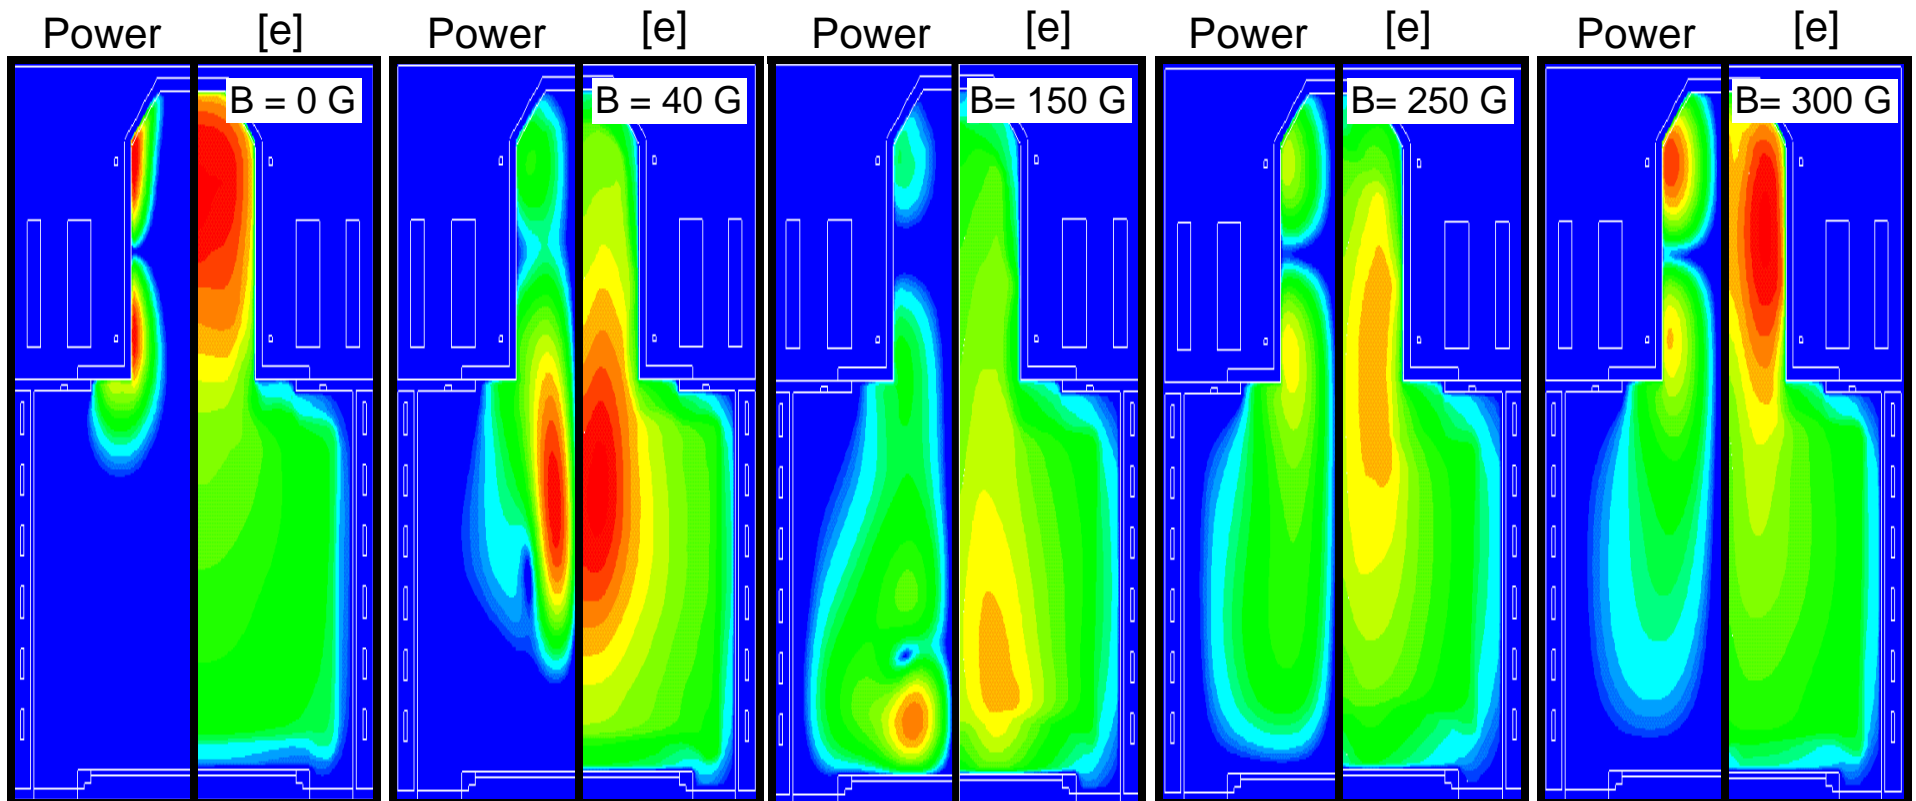 Power [e] Power [e] Power [e] Power [e] Power [e]
B = 0 G B = 40 G B= 150 G B= 250 G B= 300 G